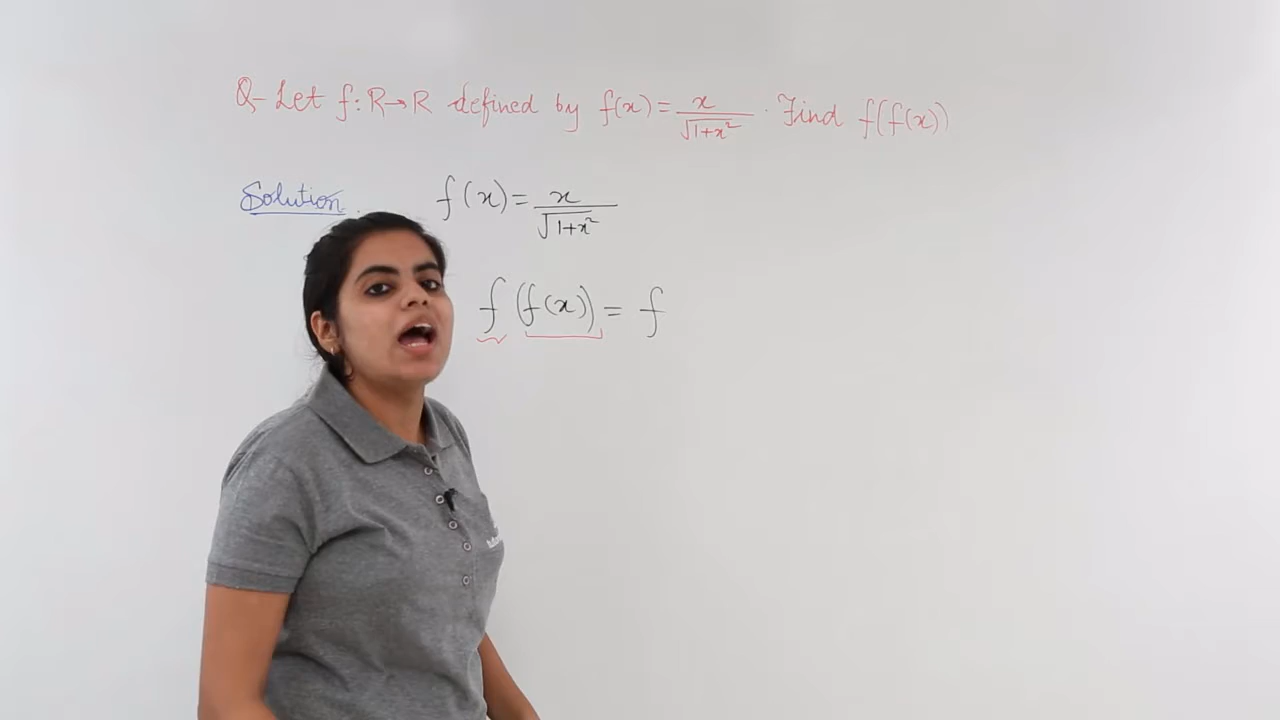 Q- Let f: R→R defined by f(x) = x/√(1+x²) . Find f(f(x))
Solution. f(x) = x/√(1+x²)
f(f(x)) = f